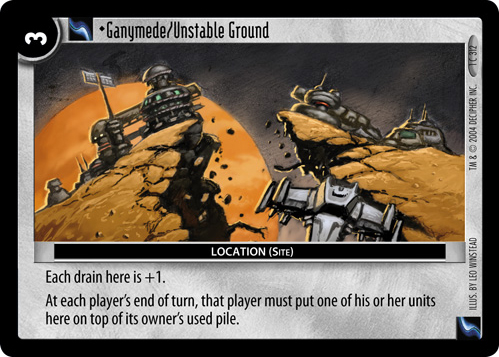 3
•Ganymede/Unstable Ground
1 C 312
TM & © 2004 DECIPHER INC.
ILLUS. BY LEO WINSTEAD
LOCATION (SITE)
Each drain here is +1.
At each player's end of turn, that player must put one of his or her units
here on top of its owner's used pile.